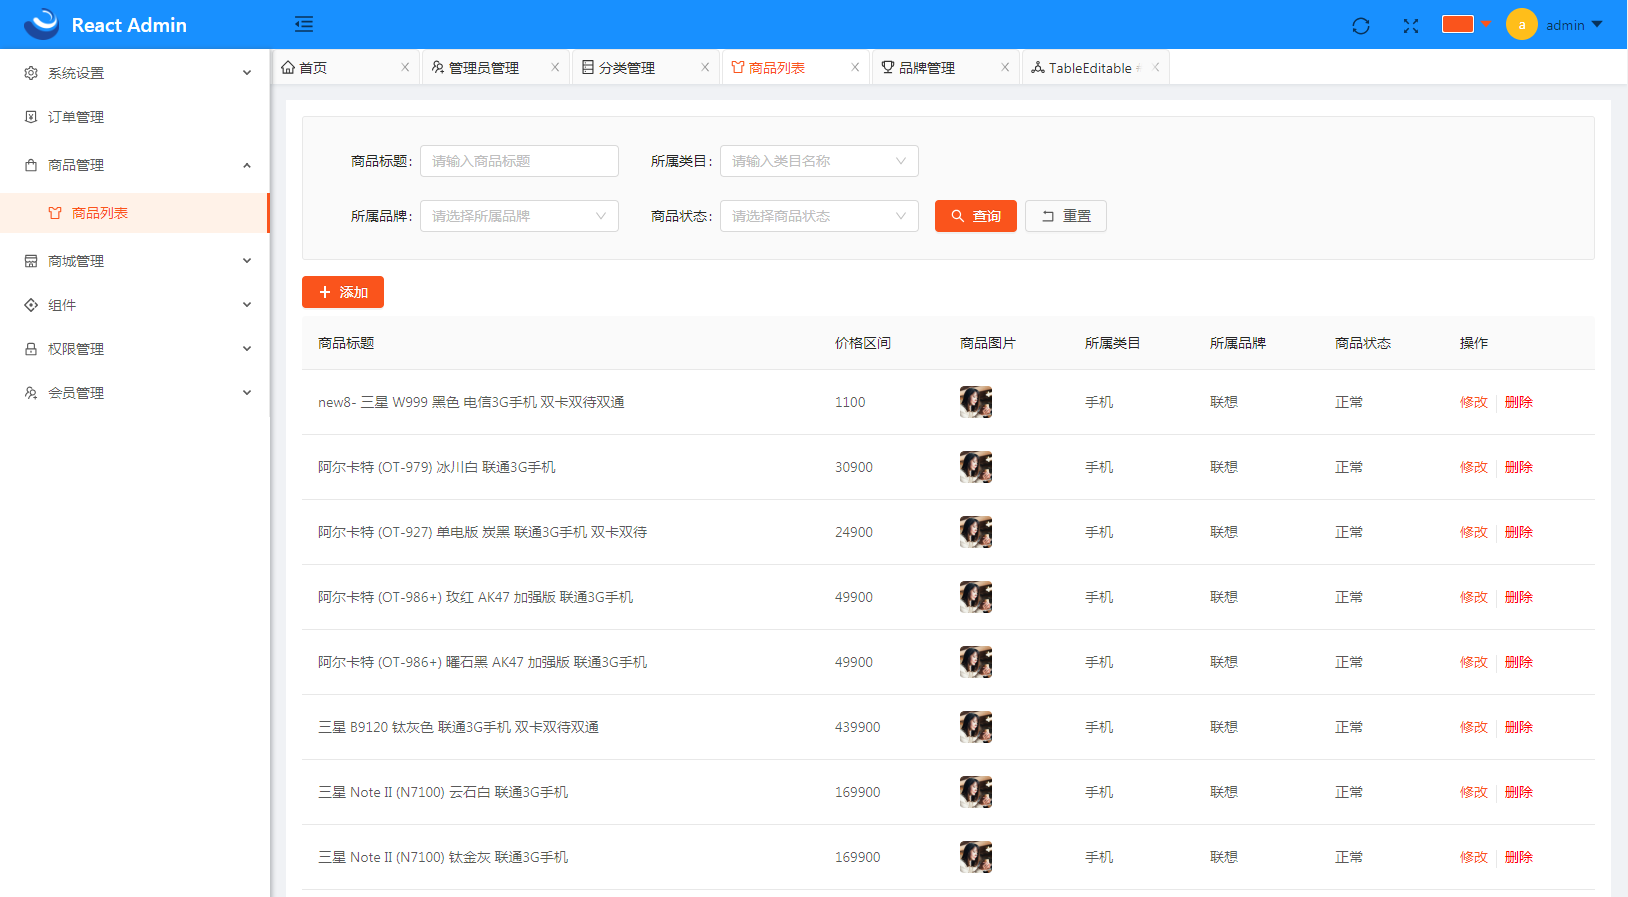 React Admin
a
admin
系统设置
订单管理
商品管理
商品列表
商城管理
组件
权限管理
会员管理
首页
管理员管理
分类管理
商品列表
品牌管理
TableEditable
商品标题:
请输入商品标题
所属类目:
请输入类目名称
所属品牌:
请选择所属品牌
商品状态:
请选择商品状态
查询
重置
添加
商品标题 价格区间 商品图片 所属类目 所属品牌 商品状态 操作
new8- 三星 W999 黑色 电信3G手机 双卡双待双通 1100 手机 联想 正常 修改 删除
阿尔卡特 (OT-979) 冰川白 联通3G手机 30900 手机 联想 正常 修改 删除
阿尔卡特 (OT-927) 单电版 炭黑 联通3G手机 双卡双待 24900 手机 联想 正常 修改 删除
阿尔卡特 (OT-986+) 玫红 AK47 加强版 联通3G手机 49900 手机 联想 正常 修改 删除
阿尔卡特 (OT-986+) 曜石黑 AK47 加强版 联通3G手机 49900 手机 联想 正常 修改 删除
三星 B9120 钛灰色 联通3G手机 双卡双待双通 439900 手机 联想 正常 修改 删除
三星 Note II (N7100) 云石白 联通3G手机 169900 手机 联想 正常 修改 删除
三星 Note II (N7100) 钛金灰 联通3G手机 169900 手机 联想 正常 修改 删除